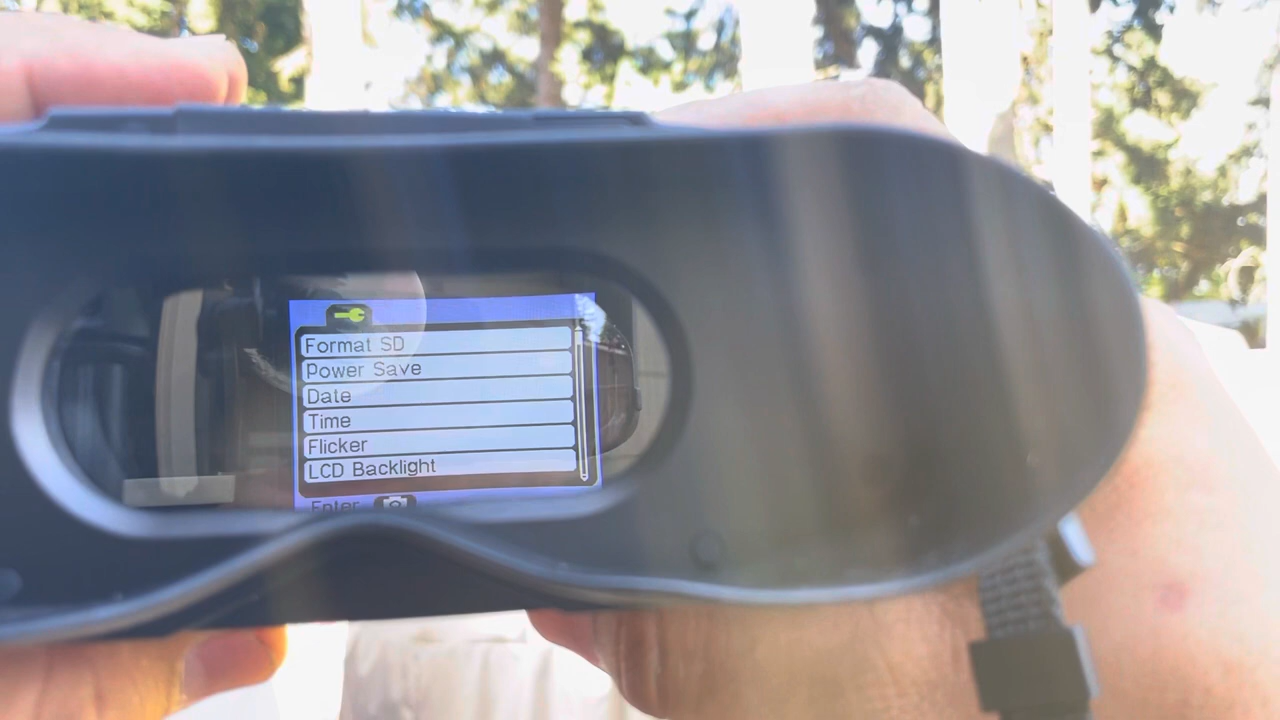 Format SD
Power Save
Date
Time
Flicker
LCD Backlight
Enter